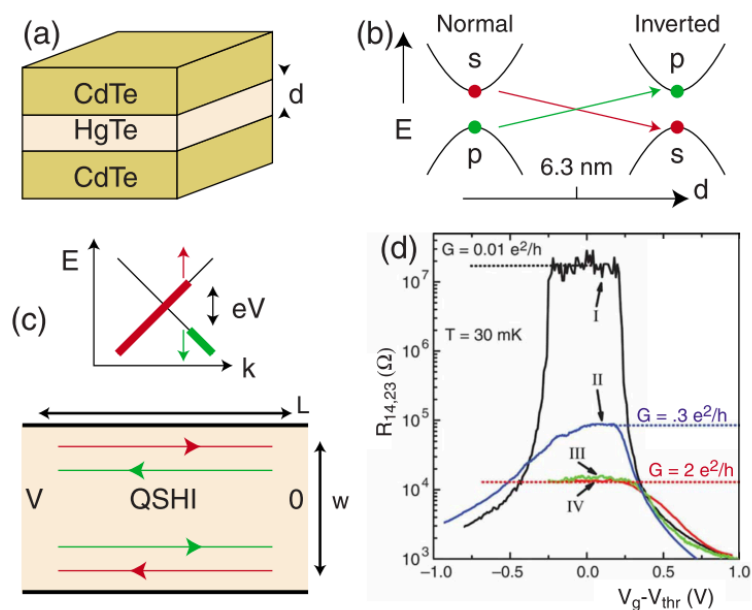 (a)
CdTe
HgTe
CdTe
d
(b)
Normal
Inverted
s
p
E
p
s
6.3 nm
d
(c)
E
eV
k
L
V
QSHI
0
w
(d)
G = 0.01 e²/h
10⁷
I
T = 30 mK
10⁶
R₁₄,₂₃ (Ω)
II
10⁵
G = .3 e²/h
III
G = 2 e²/h
10⁴
IV
10³
−1.0 −0.5 0.0 0.5 1.0
V_g-V_thr (V)